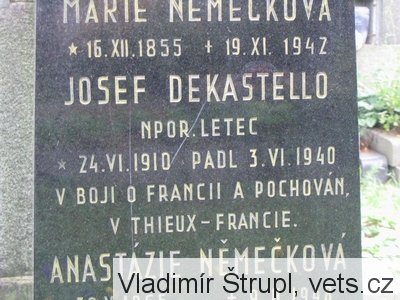 MARIE NĚMEČKOVÁ
* 16.XII.1855 + 19.XI.1942
JOSEF DEKASTELLO
NPOR.LETEC
* 24.VI.1910 PADL 3.VI.1940
V BOJI O FRANCII A POCHOVÁN,
V THIEUX-FRANCIE.
ANASTÁZIE NĚMEČKOVÁ
Vladimír Štrupl, vets.cz